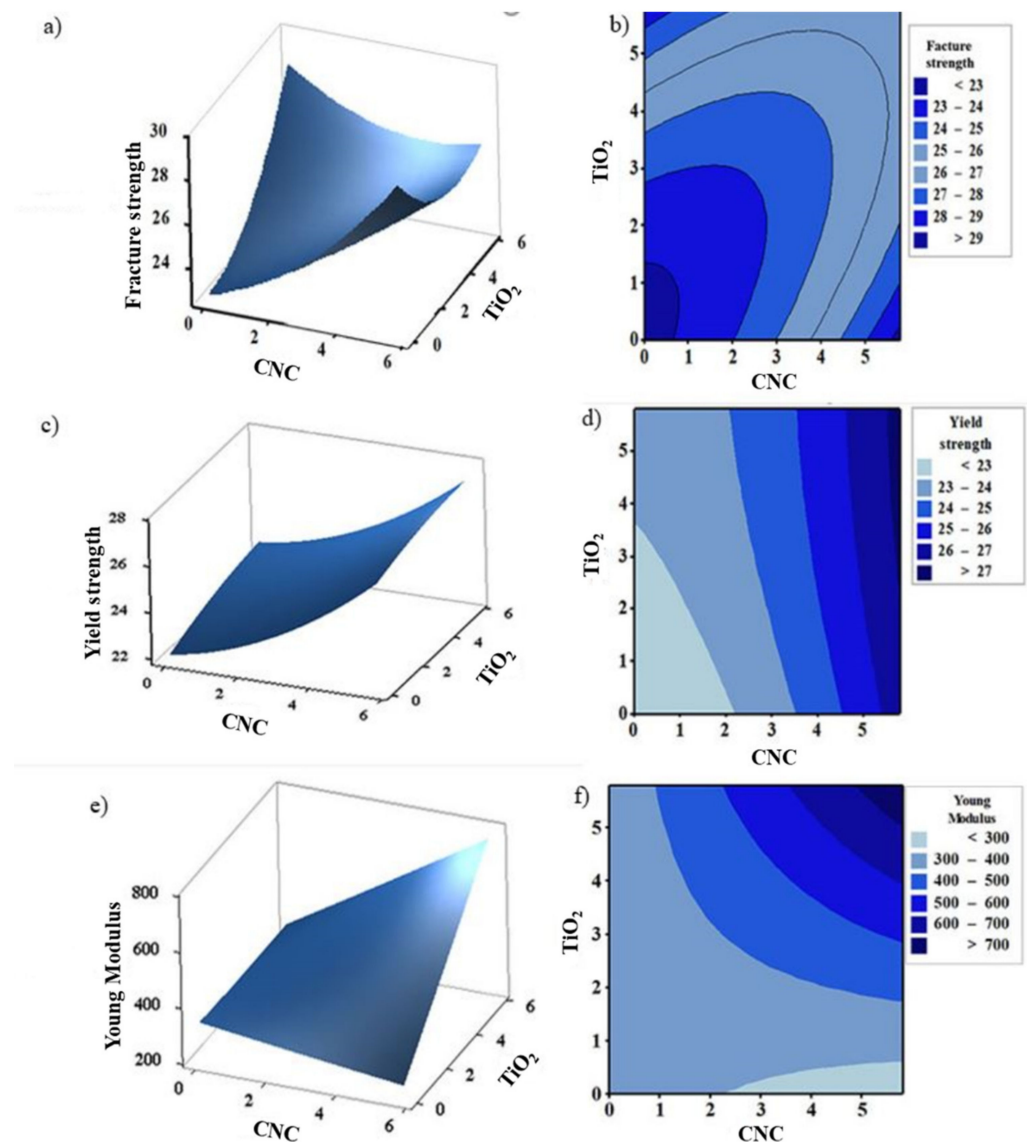 a)
30
28
26
24
Fracture strength
0
2
4
6
CNC
0
2
4
6
TiO2
b)
5
4
3
2
1
0
TiO2
0 1 2 3 4 5
CNC
Facture
strength
< 23
23 – 24
24 – 25
25 – 26
26 – 27
27 – 28
28 – 29
> 29
c)
28
26
24
22
Yield strength
0
2
4
6
CNC
0
2
4
6
TiO2
d)
5
4
3
2
1
0
TiO2
0 1 2 3 4 5
CNC
Yield
strength
< 23
23 – 24
24 – 25
25 – 26
26 – 27
> 27
e)
800
600
400
200
Young Modulus
0
2
4
6
CNC
0
2
4
6
TiO2
f)
5
4
3
2
1
0
TiO2
0 1 2 3 4 5
CNC
Young
Modulus
< 300
300 – 400
400 – 500
500 – 600
600 – 700
> 700